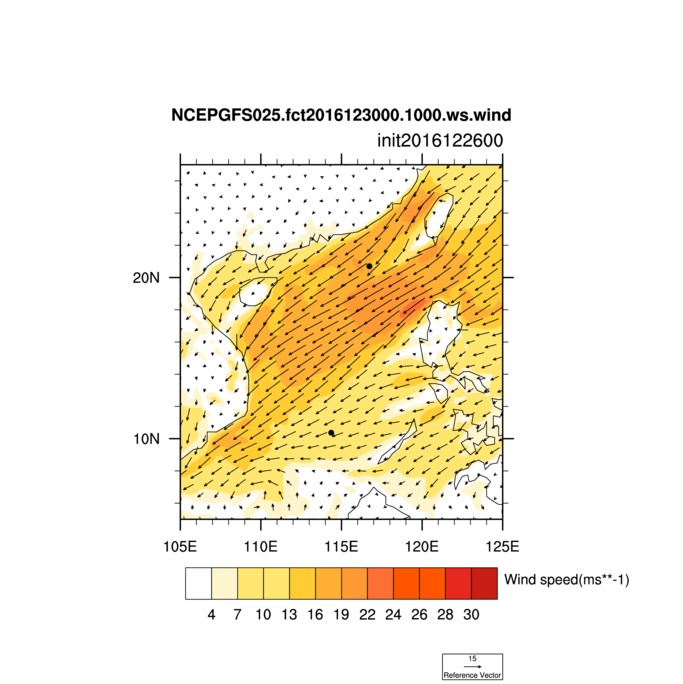 NCEPGFS025.fct2016123000.1000.ws.wind
init2016122600
20N
10N
105E 110E 115E 120E 125E
Wind speed(ms**-1)
4 7 10 13 16 19 22 24 26 28 30
15
Reference Vector